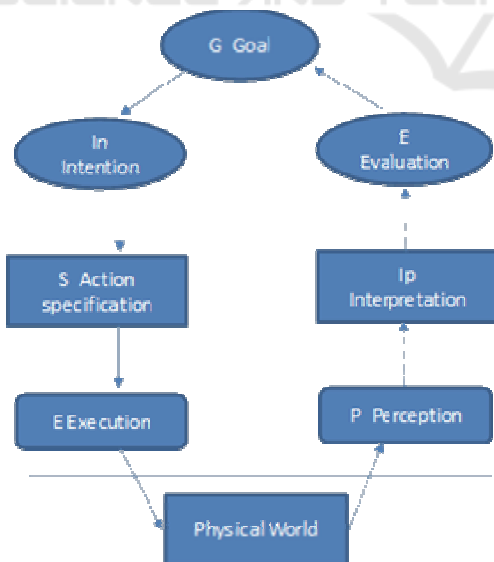 G Goal
In
Intention
E
Evaluation
S Action
specification
Ip
Interpretation
E Execution
P Perception
Physical World